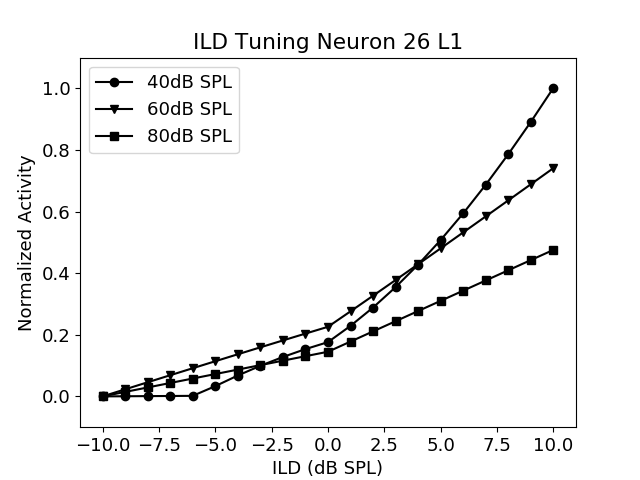 ILD Tuning Neuron 26 L1
40dB SPL
60dB SPL
80dB SPL
Normalized Activity
1.0
0.8
0.6
0.4
0.2
0.0
−10.0 −7.5 −5.0 −2.5 0.0 2.5 5.0 7.5 10.0
ILD (dB SPL)